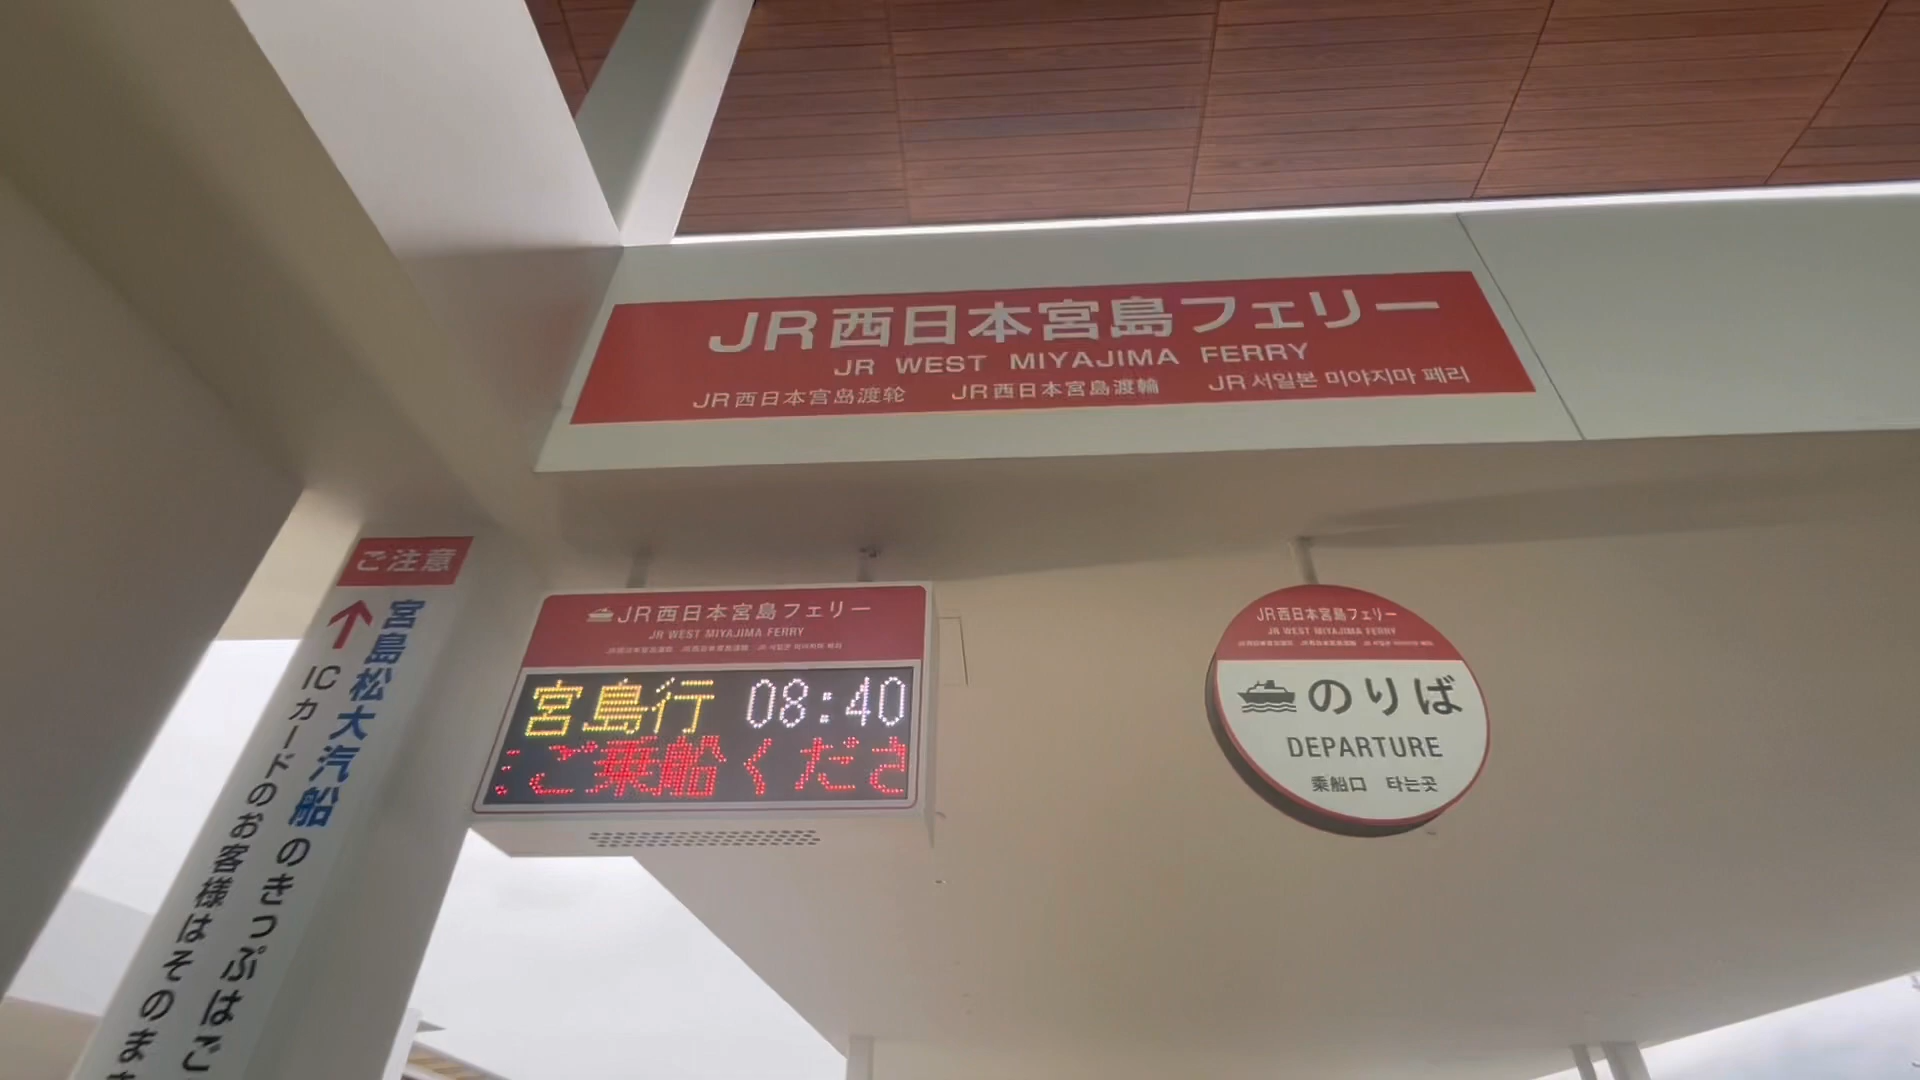 JR西日本宮島フェリー
JR WEST MIYAJIMA FERRY
JR西日本宫岛渡轮 JR西日本宮島渡輪 JR서일본 미야지마 페리
ご注意
宮島松大汽船のきっぷはご
ICカードのお客様はそのまま
JR西日本宮島フェリー
JR WEST MIYAJIMA FERRY
宮島行 08:40
ご乗船くださ
JR西日本宮島フェリー
JR WEST MIYAJIMA FERRY
のりば
DEPARTURE
乘船口 타는곳